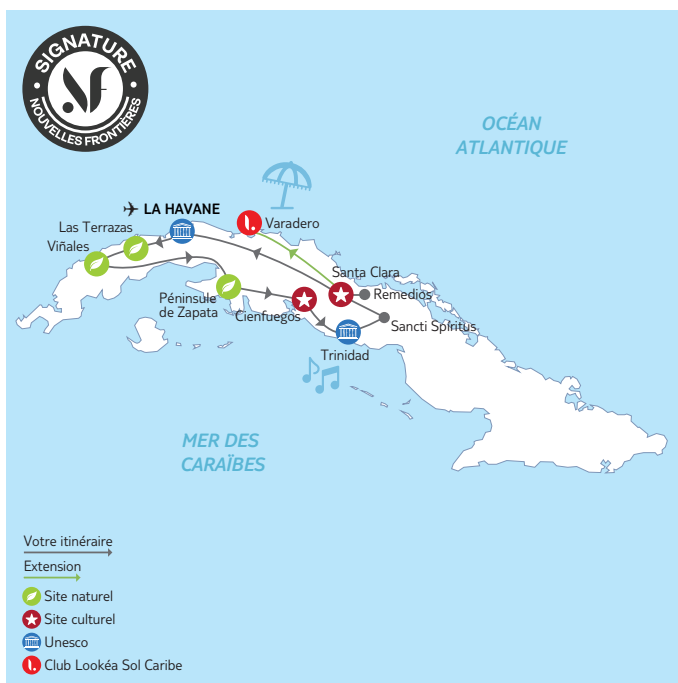 SIGNATURE
NF
NOUVELLES FRONTIÈRES
OCÉAN
ATLANTIQUE
LA HAVANE
Las Terrazas
Varadero
Viñales
Santa Clara
Remedios
Péninsule
de Zapata
Cienfuegos
Sancti Spíritus
Trinidad
MER DES
CARAÏBES
Votre itinéraire
Extension
Site naturel
Site culturel
Unesco
Club Lookéa Sol Caribe